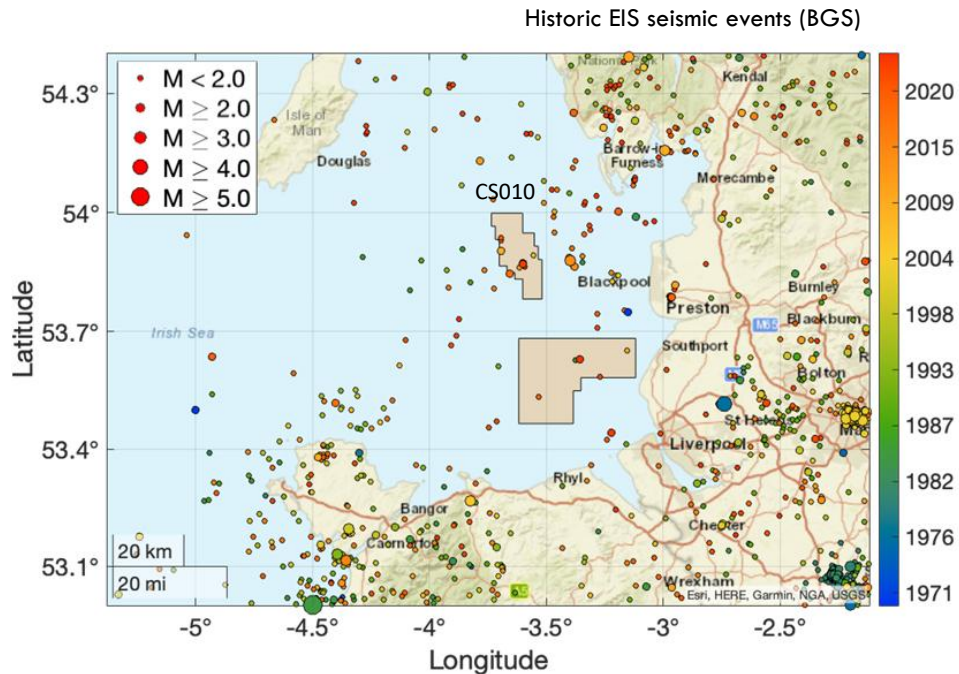 Historic EIS seismic events (BGS)
M < 2.0
M ≥ 2.0
M ≥ 3.0
M ≥ 4.0
M ≥ 5.0
Kendal
Isle of
Man
Douglas
Barrow-i
Furness
Morecambe
CS010
Blackpool
Preston
Burnley
Blackburn
M65
Irish Sea
Southport
Bolton
St Helens
Liverpool
Rhyl
Bangor
Caernarfon
Chester
Wrexham
20 km
20 mi
Esri, HERE, Garmin, NGA, USGS
54.3°
54°
53.7°
53.4°
53.1°
Latitude
-5°
-4.5°
-4°
-3.5°
-3°
-2.5°
Longitude
2020
2015
2009
2004
1998
1993
1987
1982
1976
1971